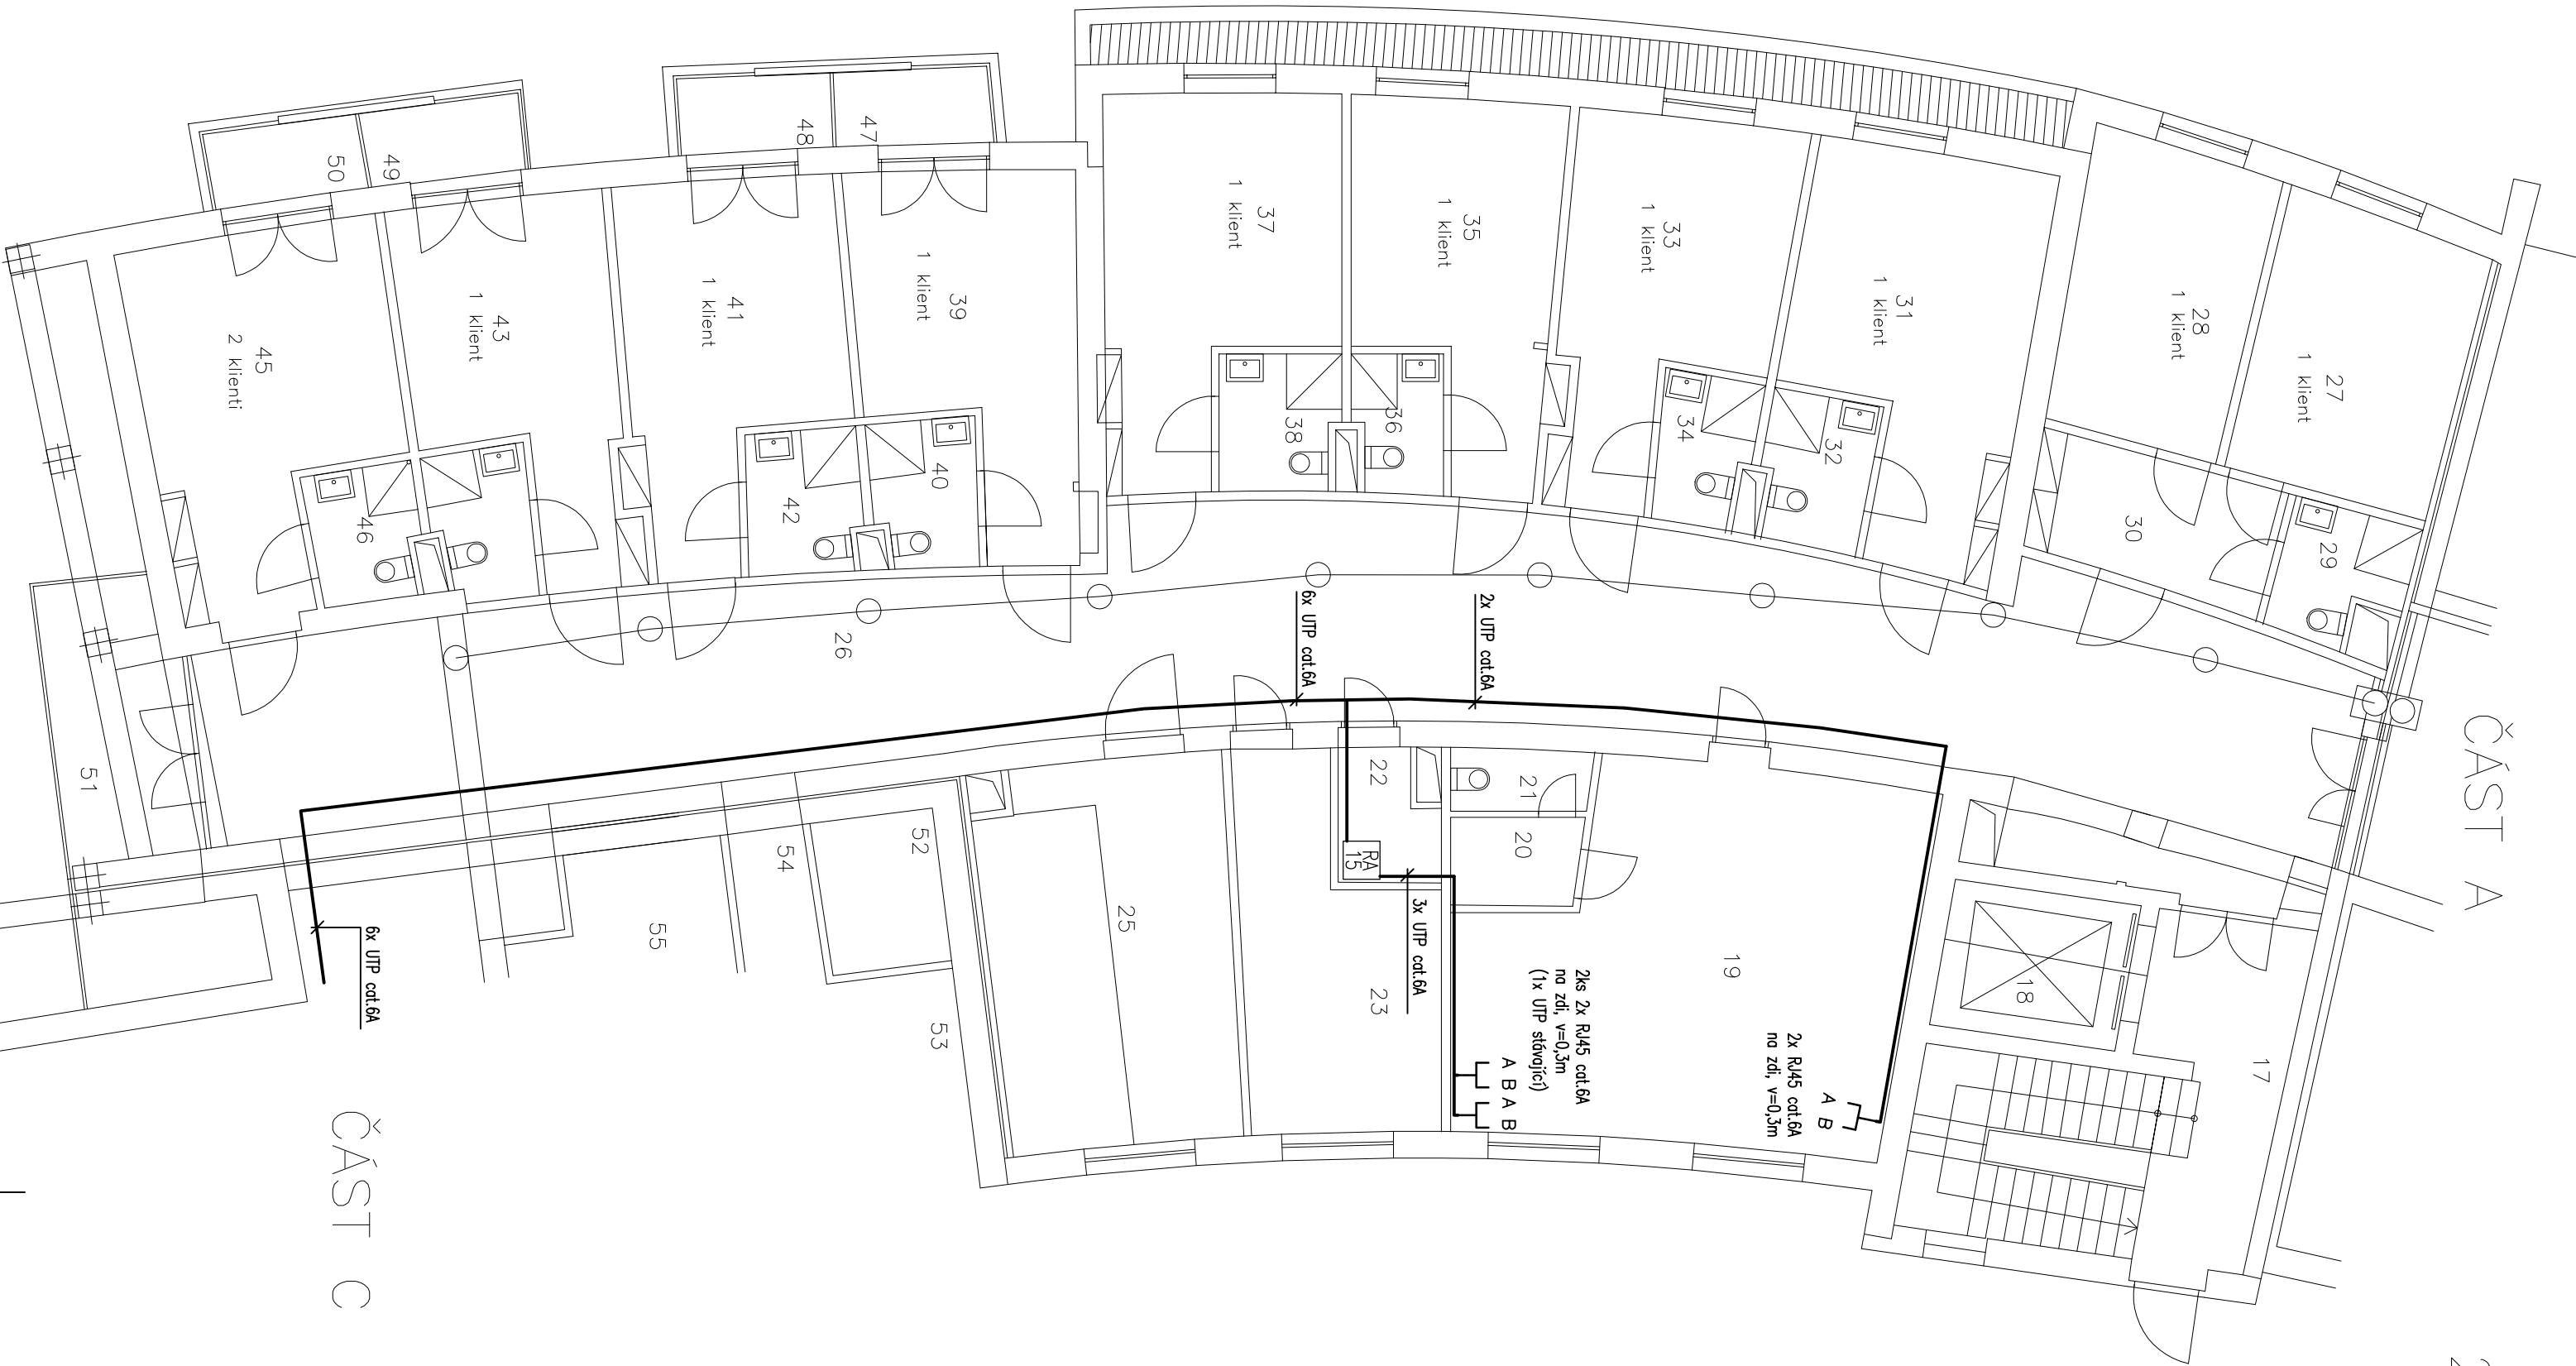 ČÁST A
27
1 klient
28
1 klient
29
30
31
1 klient
32
33
1 klient
34
35
1 klient
36
37
1 klient
38
39
1 klient
40
41
1 klient
42
43
1 klient
45
2 klienti
46
47
48
49
50
51
26
2x UTP cat.6A
6x UTP cat.6A
17
18
19
20
21
22
RA
15
3x UTP cat.6A
23
25
52
53
54
55
2x RJ45 cat.6A
na zdi, v=0,3m
A B
2ks 2x RJ45 cat.6A
na zdi, v=0,3m
(1x UTP stávající)
A B A B
6x UTP cat.6A
ČÁST C